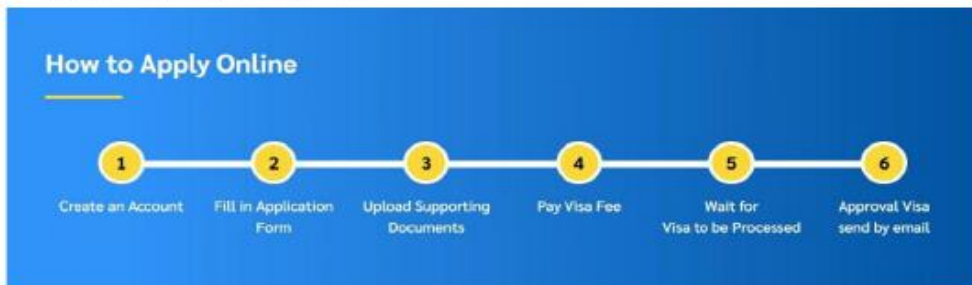 How to Apply Online
1
Create an Account
2
Fill in Application
Form
3
Upload Supporting
Documents
4
Pay Visa Fee
5
Wait for
Visa to be Processed
6
Approval Visa
send by email